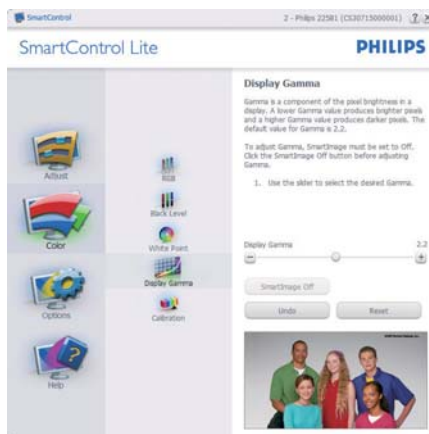 SmartControl
2 - Philips 225B1 (CS30713000001)
SmartControl Lite
PHILIPS
Adjust
Color
Options
Help
RGB
Black Level
White Point
Display Gamma
Calibration
Display Gamma
Gamma is a component of the pixel brightness in a
display. A lower Gamma value produces brighter pixels
and a higher Gamma value produces darker pixels. The
default value for Gamma is 2.2.
To adjust Gamma, SmartImage must be set to Off.
Click the SmartImage Off button before adjusting
Gamma.
1. Use the slider to select the desired Gamma.
Display Gamma 2.2
SmartImage Off
Undo Reset